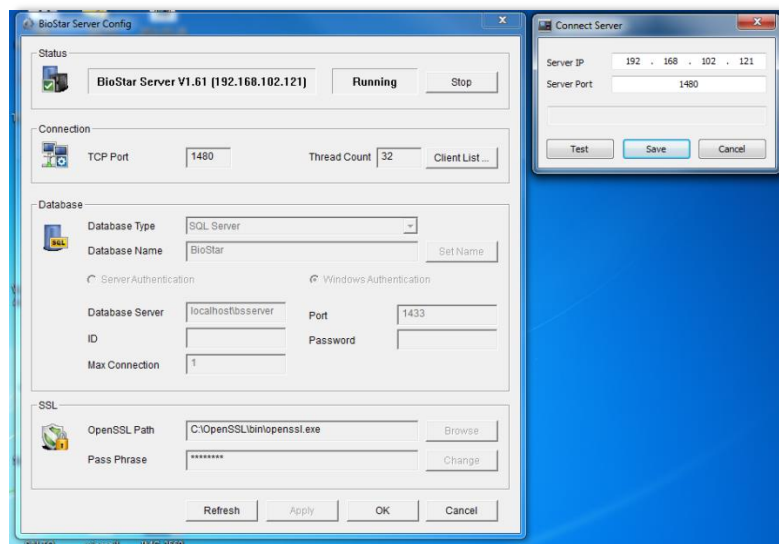 BioStar Server Config
Status
BioStar Server V1.61 (192.168.102.121)
Running
Stop
Connection
TCP Port
1480
Thread Count
32
Client List ...
Database
SQL
Database Type
SQL Server
Database Name
BioStar
Set Name
Server Authentication
Windows Authentication
Database Server
localhost\bsserver
Port
1433
ID
Password
Max Connection
1
SSL
OpenSSL Path
C:\OpenSSL\bin\openssl.exe
Browse
Pass Phrase
********
Change
Refresh
Apply
OK
Cancel
Connect Server
Server IP
192 . 168 . 102 . 121
Server Port
1480
Test
Save
Cancel